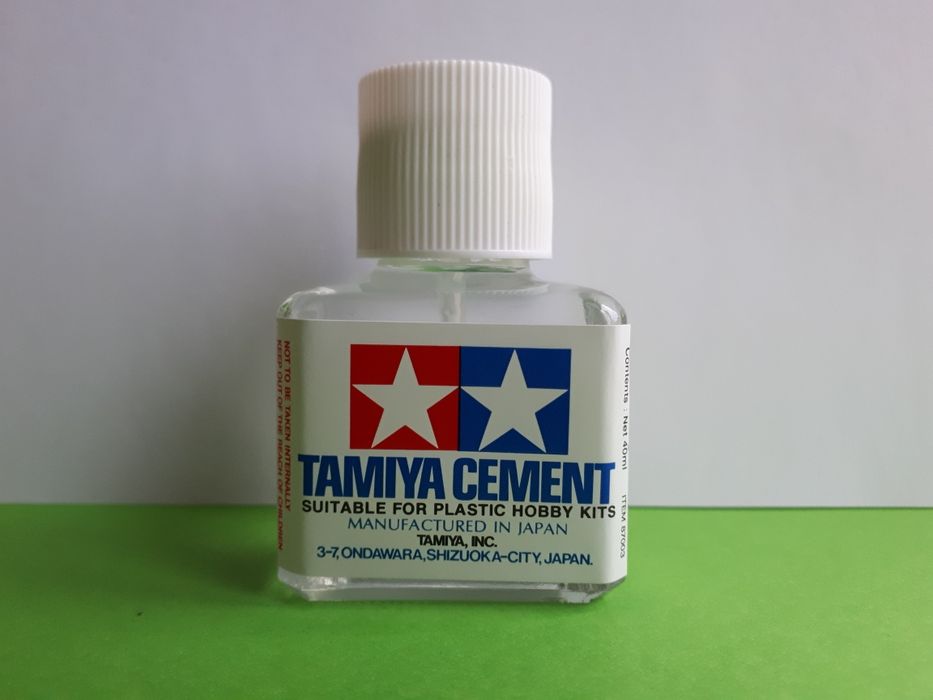 TAMIYA CEMENT
SUITABLE FOR PLASTIC HOBBY KITS
MANUFACTURED IN JAPAN
TAMIYA, INC.
3-7, ONDAWARA, SHIZUOKA-CITY, JAPAN.
NOT TO BE TAKEN INTERNALLY
KEEP OUT OF THE REACH OF CHILDREN
Contents : Net 40ml ITEM 87003